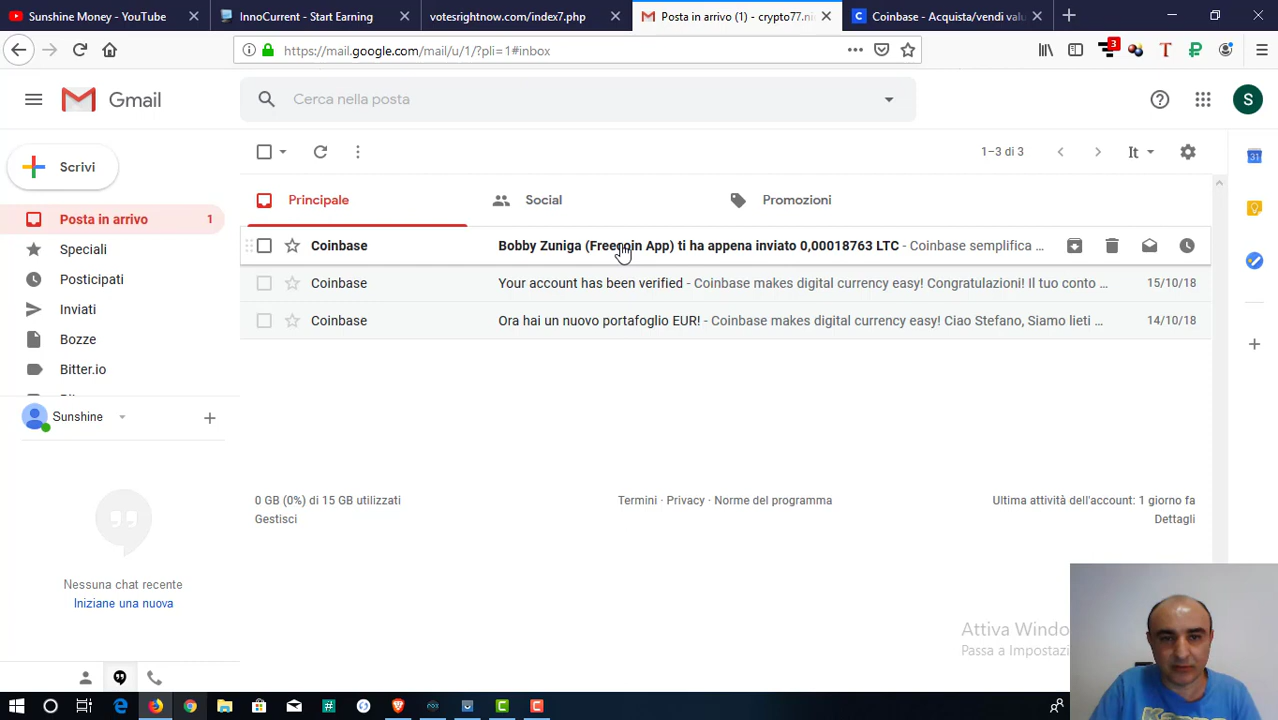 Sunshine Money - YouTube
InnoCurrent - Start Earning
votesrightnow.com/index7.php
Posta in arrivo (1) - crypto77.ni
Coinbase - Acquista/vendi valu
https://mail.google.com/mail/u/1/?pli=1#inbox
3
Gmail
Cerca nella posta
S
Scrivi
1–3 di 3
It
31
Principale
Social
Promozioni
Posta in arrivo 1
Speciali
Posticipati
Inviati
Bozze
Bitter.io
Coinbase Bobby Zuniga (Freecoin App) ti ha appena inviato 0,00018763 LTC - Coinbase semplifica ...
Coinbase Your account has been verified - Coinbase makes digital currency easy! Congratulazioni! Il tuo conto ... 15/10/18
Coinbase Ora hai un nuovo portafoglio EUR! - Coinbase makes digital currency easy! Ciao Stefano, Siamo lieti ... 14/10/18
Sunshine
0 GB (0%) di 15 GB utilizzati
Gestisci
Termini · Privacy · Norme del programma
Ultima attività dell'account: 1 giorno fa
Dettagli
Nessuna chat recente
Iniziane una nuova
Attiva Windo
Passa a Impostazi